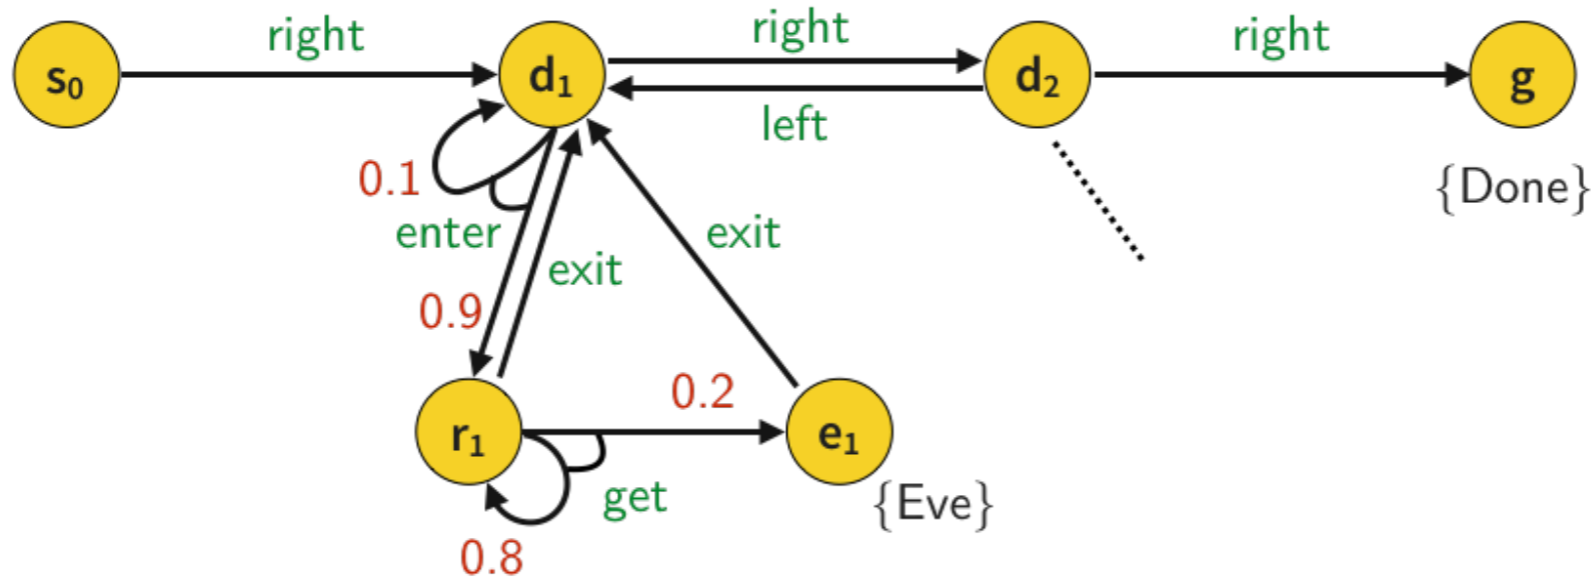 right
right
right
s₀
d₁
d₂
g
left
0.1
{Done}
enter
exit
exit
0.9
0.2
r₁
e₁
get
{Eve}
0.8